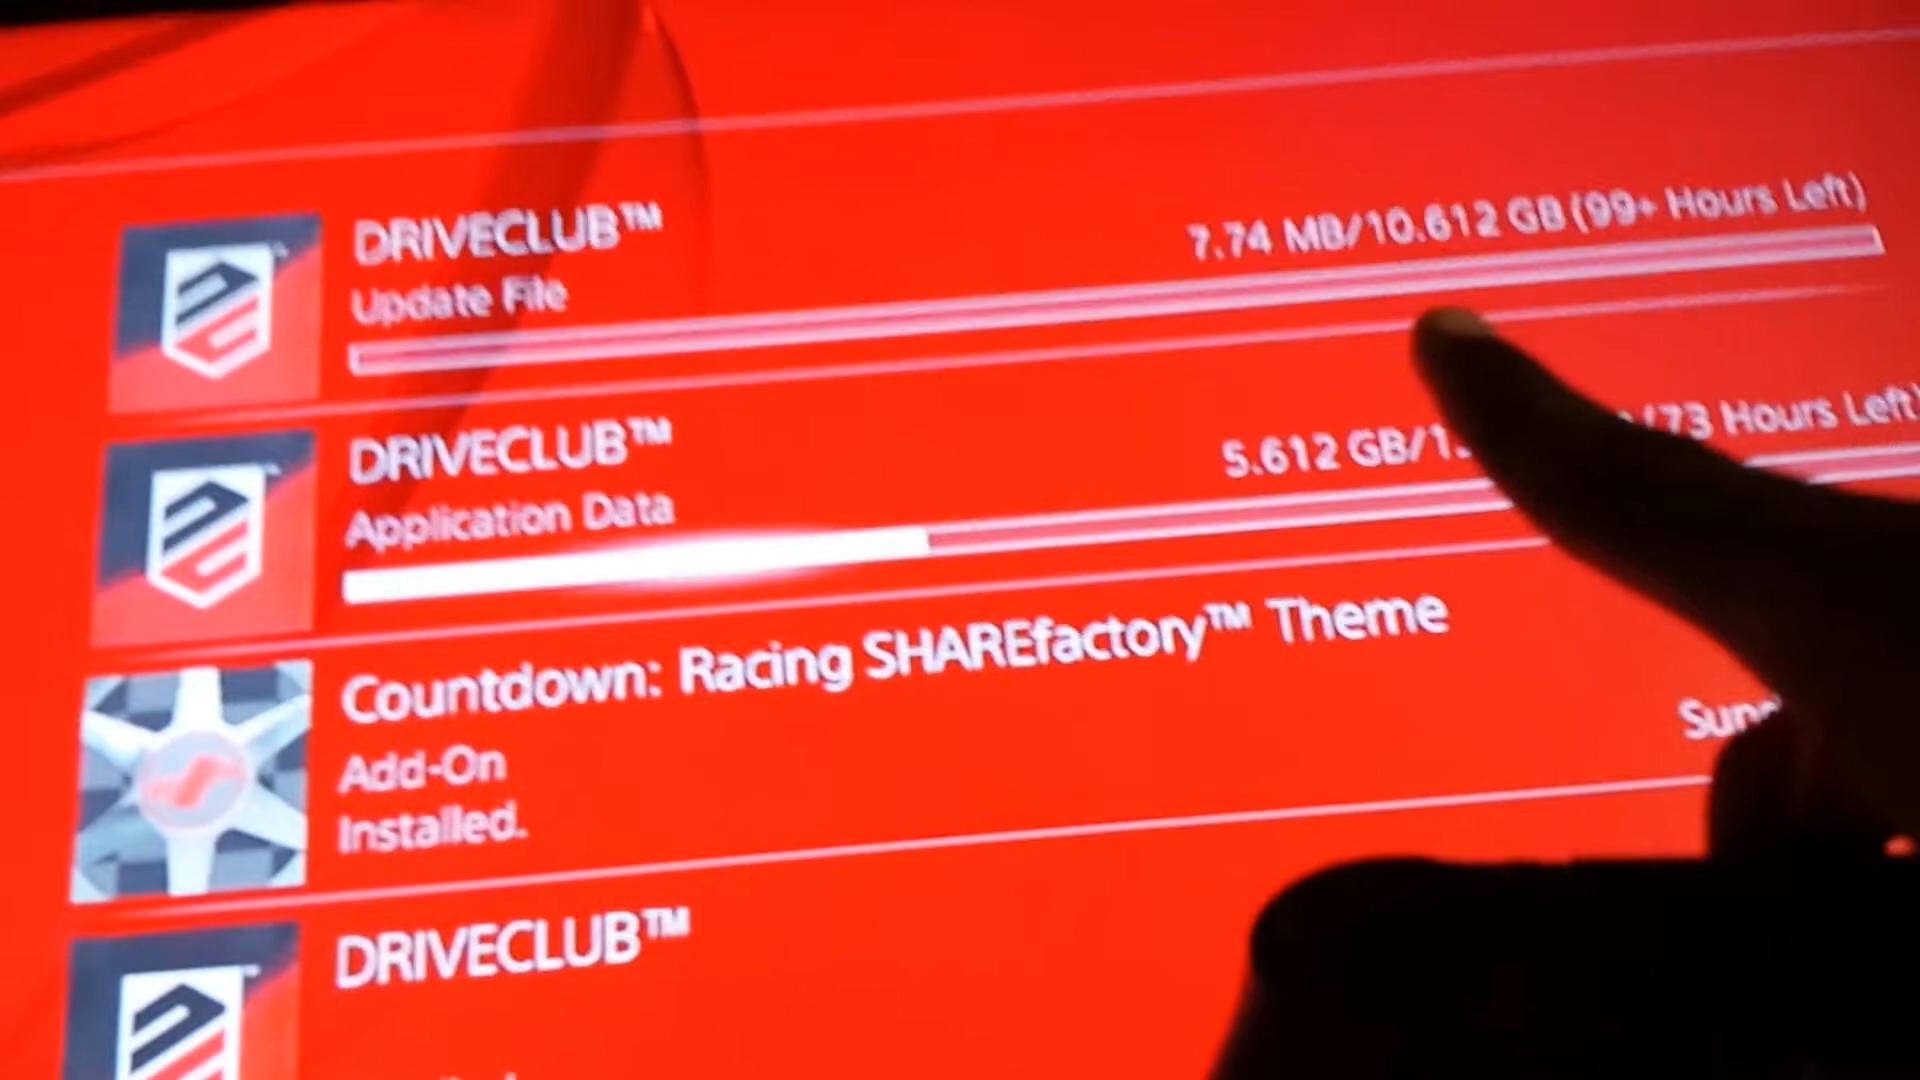 DRIVECLUB™
7.74 MB/10.612 GB (99+ Hours Left)
Update File
DRIVECLUB™
5.612 GB/1
(73 Hours Left)
Application Data
Countdown: Racing SHAREfactory™ Theme
Add-On
Installed.
DRIVECLUB™